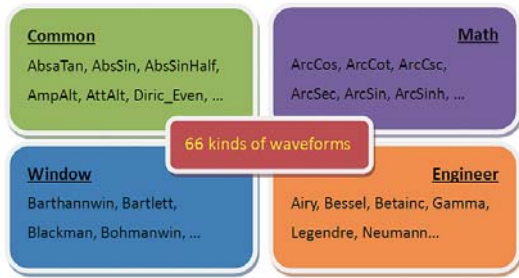 Common
AbsaTan, AbsSin, AbsSinHalf,
AmpAlt, AttAlt, Diric_Even, ...
Math
ArcCos, ArcCot, ArcCsc,
ArcSec, ArcSin, ArcSinh, ...
66 kinds of waveforms
Window
Barthannwin, Bartlett,
Blackman, Bohmanwin, ...
Engineer
Airy, Bessel, Betainc, Gamma,
Legendre, Neumann...